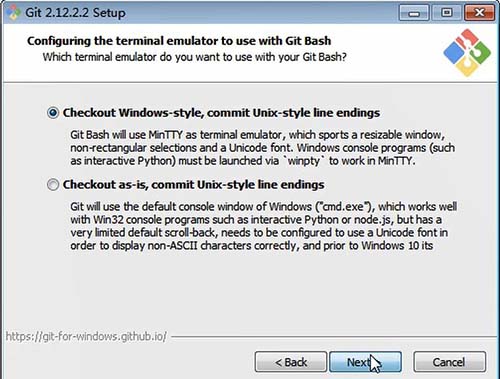 Git 2.12.2.2 Setup
Configuring the terminal emulator to use with Git Bash
Which terminal emulator do you want to use with your Git Bash?
Checkout Windows-style, commit Unix-style line endings
Git Bash will use MinTTY as terminal emulator, which sports a resizable window,
non-rectangular selections and a Unicode font. Windows console programs (such
as interactive Python) must be launched via `winpty` to work in MinTTY.
Checkout as-is, commit Unix-style line endings
Git will use the default console window of Windows ("cmd.exe"), which works well
with Win32 console programs such as interactive Python or node.js, but has a
very limited default scroll-back, needs to be configured to use a Unicode font in
order to display non-ASCII characters correctly, and prior to Windows 10 its
https://git-for-windows.github.io/
< Back
Next
Cancel